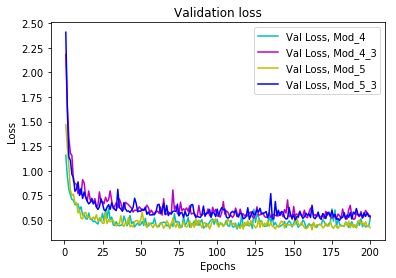 Validation loss
2.50
2.25
2.00
1.75
1.50
1.25
1.00
0.75
0.50
Loss
Val Loss, Mod_4
Val Loss, Mod_4_3
Val Loss, Mod_5
Val Loss, Mod_5_3
0 25 50 75 100 125 150 175 200
Epochs